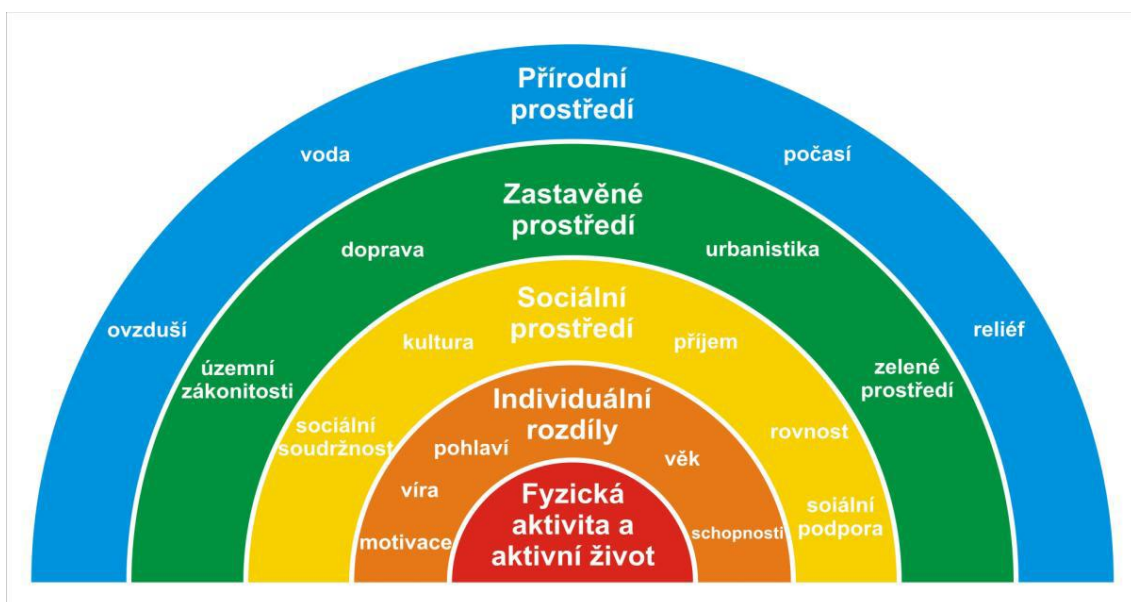 Přírodní
prostředí
voda
počasí
ovzduší
reliéf
Zastavěné
prostředí
doprava
urbanistika
územní
zákonitosti
zelené
prostředí
Sociální
prostředí
kultura
příjem
sociální
soudržnost
rovnost
soiální
podpora
Individuální
rozdíly
pohlaví
věk
víra
motivace
schopnosti
Fyzická
aktivita a
aktivní život